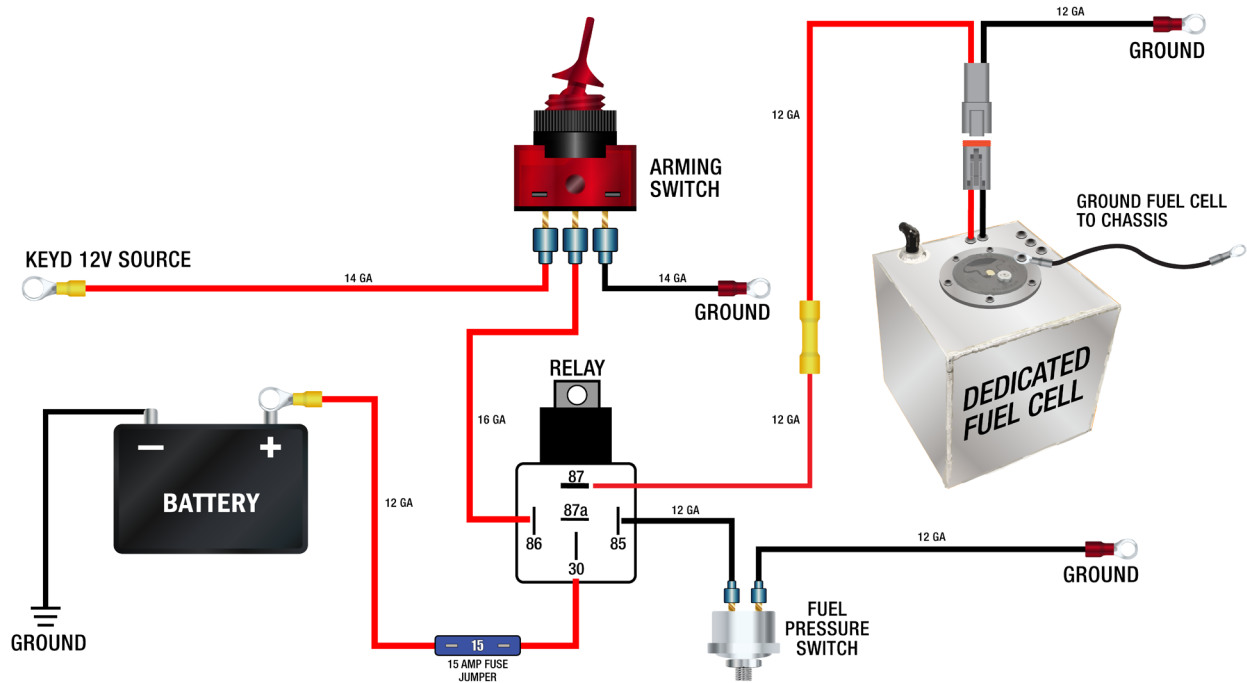 12 GA
GROUND
12 GA
ARMING
SWITCH
GROUND FUEL CELL
TO CHASSIS
KEYD 12V SOURCE
14 GA
14 GA
GROUND
DEDICATED
FUEL CELL
RELAY
16 GA
12 GA
BATTERY
12 GA
87
87a
86
85
30
12 GA
12 GA
GROUND
GROUND
15
15 AMP FUSE
JUMPER
FUEL
PRESSURE
SWITCH